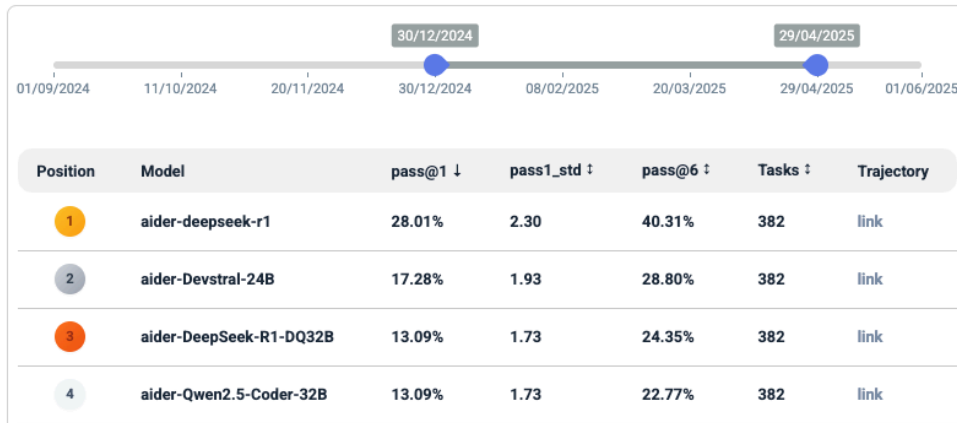 30/12/2024 29/04/2025
01/09/2024 11/10/2024 20/11/2024 30/12/2024 08/02/2025 20/03/2025 29/04/2025 01/06/2025
Position Model pass@1 ↓ pass1_std ↕ pass@6 ↕ Tasks ↕ Trajectory
1 aider-deepseek-r1 28.01% 2.30 40.31% 382 link
2 aider-Devstral-24B 17.28% 1.93 28.80% 382 link
3 aider-DeepSeek-R1-DQ32B 13.09% 1.73 24.35% 382 link
4 aider-Qwen2.5-Coder-32B 13.09% 1.73 22.77% 382 link